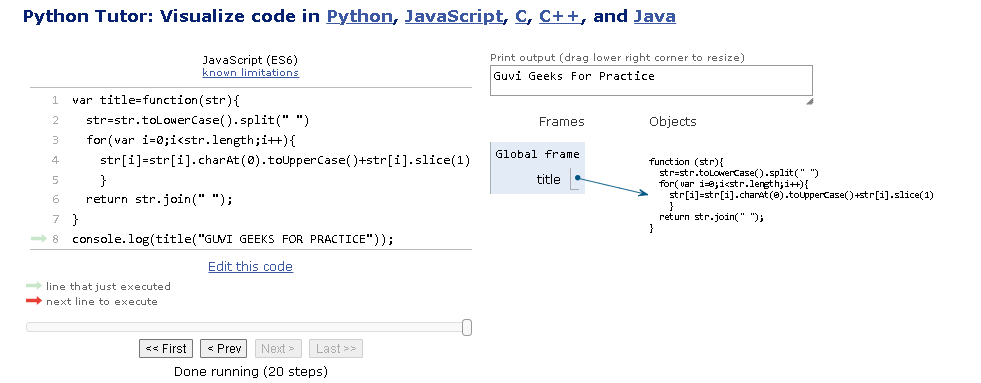 Python Tutor: Visualize code in Python, JavaScript, C, C++, and Java
JavaScript (ES6)
known limitations
1 var title=function(str){
2 str=str.toLowerCase().split(" ")
3 for(var i=0;i<str.length;i++){
4 str[i]=str[i].charAt(0).toUpperCase()+str[i].slice(1)
5 }
6 return str.join(" ");
7 }
8 console.log(title("GUVI GEEKS FOR PRACTICE"));
Edit this code
line that just executed
next line to execute
<< First < Prev Next > Last >>
Done running (20 steps)
Print output (drag lower right corner to resize)
Guvi Geeks For Practice
Frames Objects
Global frame
title
function (str){
str=str.toLowerCase().split(" ")
for(var i=0;i<str.length;i++){
str[i]=str[i].charAt(0).toUpperCase()+str[i].slice(1)
}
return str.join(" ");
}